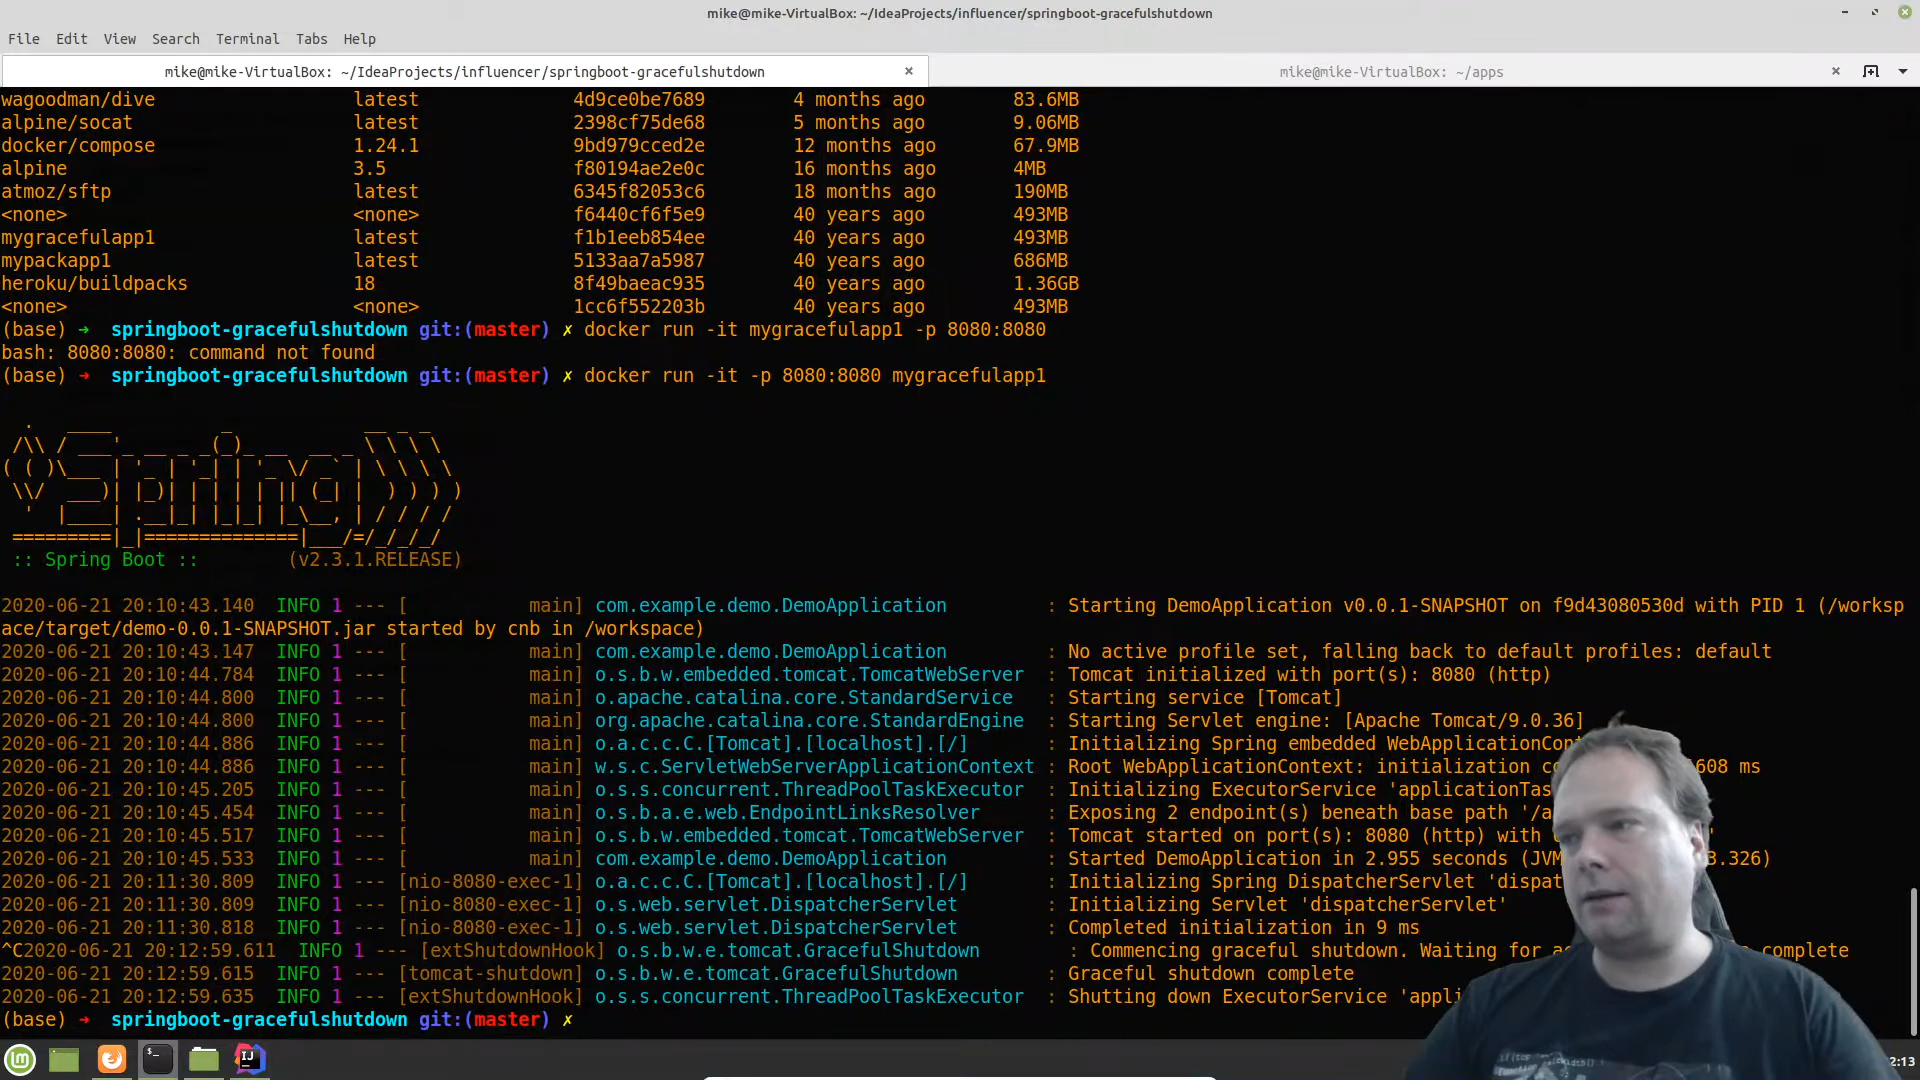 mike@mike-VirtualBox: ~/IdeaProjects/influencer/springboot-gracefulshutdown
File Edit View Search Terminal Tabs Help
mike@mike-VirtualBox: ~/IdeaProjects/influencer/springboot-gracefulshutdown × mike@mike-VirtualBox: ~/apps ×
wagoodman/dive latest 4d9ce0be7689 4 months ago 83.6MB
alpine/socat latest 2398cf75de68 5 months ago 9.06MB
docker/compose 1.24.1 9bd979cced2e 12 months ago 67.9MB
alpine 3.5 f80194ae2e0c 16 months ago 4MB
atmoz/sftp latest 6345f82053c6 18 months ago 190MB
<none> <none> f6440cf6f5e9 40 years ago 493MB
mygracefulapp1 latest f1b1eeb854ee 40 years ago 493MB
mypackapp1 latest 5133aa7a5987 40 years ago 686MB
heroku/buildpacks 18 8f49baeac935 40 years ago 1.36GB
<none> <none> 1cc6f552203b 40 years ago 493MB
(base) ➜ springboot-gracefulshutdown git:(master) ✗ docker run -it mygracefulapp1 -p 8080:8080
bash: 8080:8080: command not found
(base) ➜ springboot-gracefulshutdown git:(master) ✗ docker run -it -p 8080:8080 mygracefulapp1
Spring
:: Spring Boot :: (v2.3.1.RELEASE)
2020-06-21 20:10:43.140 INFO 1 --- [ main] com.example.demo.DemoApplication : Starting DemoApplication v0.0.1-SNAPSHOT on f9d43080530d with PID 1 (/worksp
ace/target/demo-0.0.1-SNAPSHOT.jar started by cnb in /workspace)
2020-06-21 20:10:43.147 INFO 1 --- [ main] com.example.demo.DemoApplication : No active profile set, falling back to default profiles: default
2020-06-21 20:10:44.784 INFO 1 --- [ main] o.s.b.w.embedded.tomcat.TomcatWebServer : Tomcat initialized with port(s): 8080 (http)
2020-06-21 20:10:44.800 INFO 1 --- [ main] o.apache.catalina.core.StandardService : Starting service [Tomcat]
2020-06-21 20:10:44.800 INFO 1 --- [ main] org.apache.catalina.core.StandardEngine : Starting Servlet engine: [Apache Tomcat/9.0.36]
2020-06-21 20:10:44.886 INFO 1 --- [ main] o.a.c.c.C.[Tomcat].[localhost].[/] : Initializing Spring embedded
2020-06-21 20:10:44.886 INFO 1 --- [ main] w.s.c.ServletWebServerApplicationContext : Root WebApplicationContext: initialization 608 ms
2020-06-21 20:10:45.205 INFO 1 --- [ main] o.s.s.concurrent.ThreadPoolTaskExecutor : Initializing ExecutorService
2020-06-21 20:10:45.454 INFO 1 --- [ main] o.s.b.a.e.web.EndpointLinksResolver : Exposing 2 endpoint(s) beneath base path
2020-06-21 20:10:45.517 INFO 1 --- [ main] o.s.b.w.embedded.tomcat.TomcatWebServer : Tomcat started on port(s): 8080 (http) with
2020-06-21 20:10:45.533 INFO 1 --- [ main] com.example.demo.DemoApplication : Started DemoApplication in 2.955 seconds 3.326)
2020-06-21 20:11:30.809 INFO 1 --- [nio-8080-exec-1] o.a.c.c.C.[Tomcat].[localhost].[/] : Initializing Spring DispatcherServlet
2020-06-21 20:11:30.809 INFO 1 --- [nio-8080-exec-1] o.s.web.servlet.DispatcherServlet : Initializing Servlet 'dispatcherServlet'
2020-06-21 20:11:30.818 INFO 1 --- [nio-8080-exec-1] o.s.web.servlet.DispatcherServlet : Completed initialization in 9 ms
^C2020-06-21 20:12:59.611 INFO 1 --- [extShutdownHook] o.s.b.w.e.tomcat.GracefulShutdown : Commencing graceful shutdown. Waiting for complete
2020-06-21 20:12:59.615 INFO 1 --- [tomcat-shutdown] o.s.b.w.e.tomcat.GracefulShutdown : Graceful shutdown complete
2020-06-21 20:12:59.635 INFO 1 --- [extShutdownHook] o.s.s.concurrent.ThreadPoolTaskExecutor : Shutting down ExecutorService
(base) ➜ springboot-gracefulshutdown git:(master) ✗
2:13